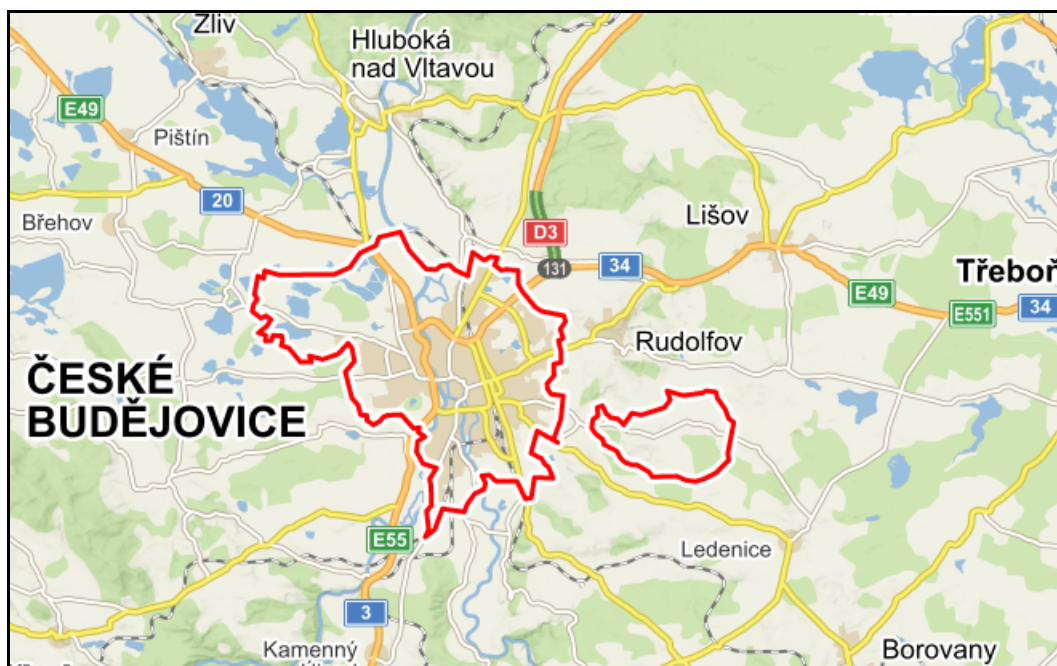 Zliv
Hluboká
nad Vltavou
E49
Pištín
20
Břehov
Lišov
D3
131
34
Třeboň
E49
E551
34
Rudolfov
ČESKÉ
BUDĚJOVICE
Ledenice
E55
3
Kamenný
Borovany